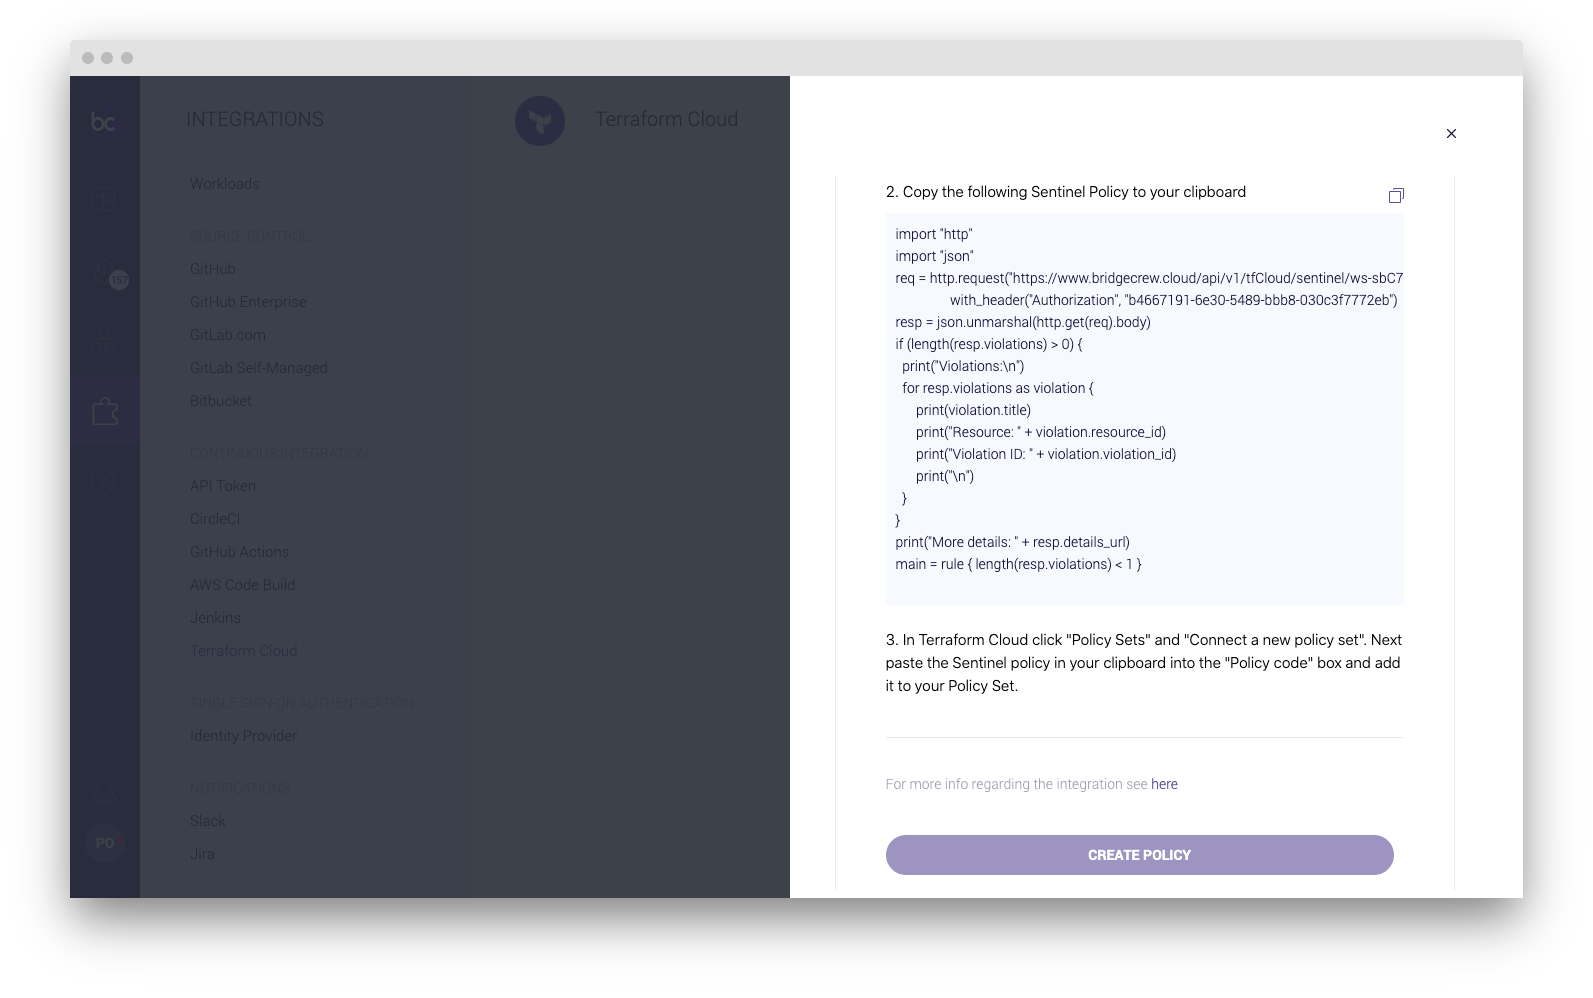 bc
INTEGRATIONS
Terraform Cloud
Workloads
SOURCE CONTROL
GitHub
157
GitHub Enterprise
GitLab.com
GitLab Self-Managed
Bitbucket
CONTINUOUS INTEGRATION
API Token
CircleCI
GitHub Actions
AWS Code Build
Jenkins
Terraform Cloud
SINGLE SIGN-ON AUTHENTICATION
Identity Provider
NOTIFICATIONS
Slack
PO
Jira
2. Copy the following Sentinel Policy to your clipboard
import "http"
import "json"
req = http.request("https://www.bridgecrew.cloud/api/v1/tfCloud/sentinel/ws-sbC7
with_header("Authorization", "b4667191-6e30-5489-bbb8-030c3f7772eb")
resp = json.unmarshal(http.get(req).body)
if (length(resp.violations) > 0) {
print("Violations:\n")
for resp.violations as violation {
print(violation.title)
print("Resource: " + violation.resource_id)
print("Violation ID: " + violation.violation_id)
print("\n")
}
}
print("More details: " + resp.details_url)
main = rule { length(resp.violations) < 1 }
3. In Terraform Cloud click "Policy Sets" and "Connect a new policy set". Next
paste the Sentinel policy in your clipboard into the "Policy code" box and add
it to your Policy Set.
For more info regarding the integration see here
CREATE POLICY